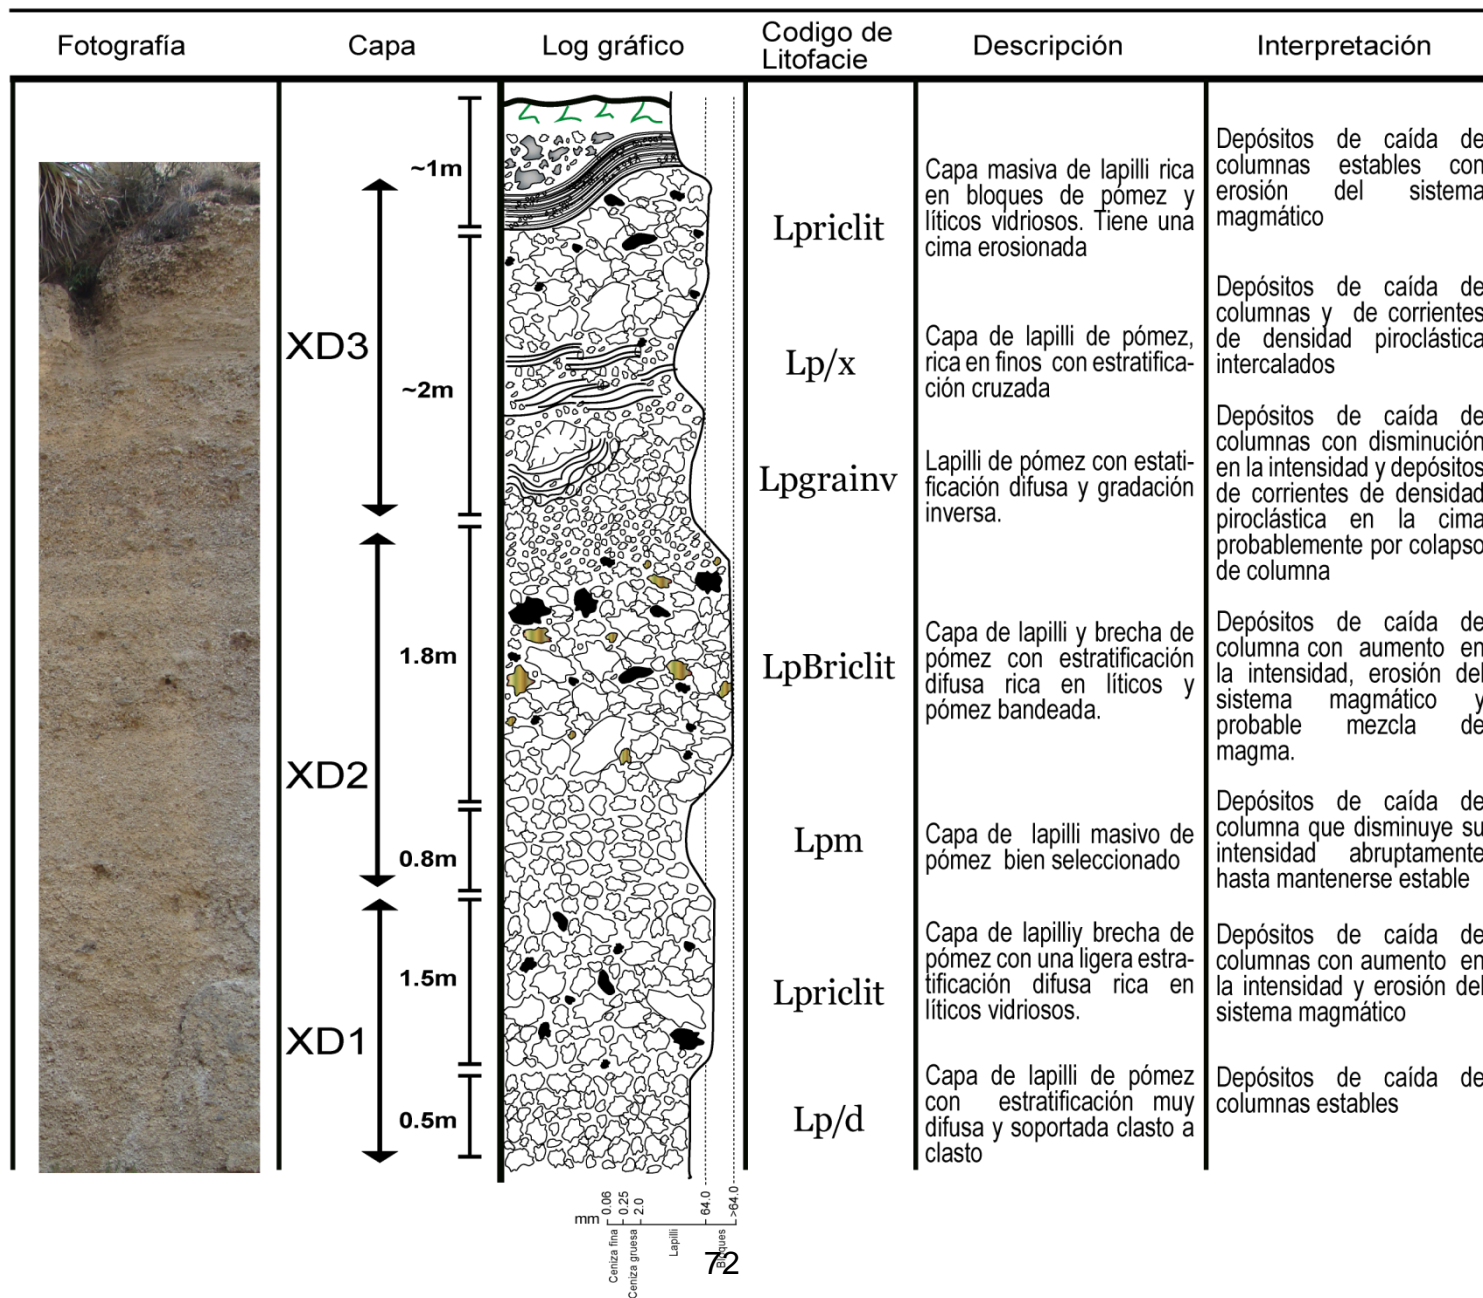 Fotografía
Capa
Log gráfico
Codigo de
Litofacie
Descripción
Interpretación
XD3
XD2
XD1
~1m
~2m
1.8m
0.8m
1.5m
0.5m
Lpriclit
Lp/x
Lpgrainv
LpBriclit
Lpm
Lpriclit
Lp/d
Capa masiva de lapilli rica
en bloques de pómez y
líticos vidriosos. Tiene una
cima erosionada
Capa de lapilli de pómez,
rica en finos con estratifica-
ción cruzada
Lapilli de pómez con estati-
ficación difusa y gradación
inversa.
Capa de lapilli y brecha de
pómez con estratificación
difusa rica en líticos y
pómez bandeada.
Capa de lapilli masivo de
pómez bien seleccionado
Capa de lapilliy brecha de
pómez con una ligera estra-
tificación difusa rica en
líticos vidriosos.
Capa de lapilli de pómez
con estratificación muy
difusa y soportada clasto a
clasto
Depósitos de caída de
columnas estables con
erosión del sistema
magmático
Depósitos de caída de
columnas y de corrientes
de densidad piroclástica
intercalados
Depósitos de caída de
columnas con disminución
en la intensidad y depósitos
de corrientes de densidad
piroclástica en la cima
probablemente por colapso
de columna
Depósitos de caída de
columna con aumento en
la intensidad, erosión del
sistema magmático y
probable mezcla de
magma.
Depósitos de caída de
columna que disminuye su
intensidad abruptamente
hasta mantenerse estable
Depósitos de caída de
columnas con aumento en
la intensidad y erosión del
sistema magmático
Depósitos de caída de
columnas estables
mm
0.06
0.25
2.0
64.0
>64.0
Ceniza fina
Ceniza gruesa
Lapilli
Bloques
72